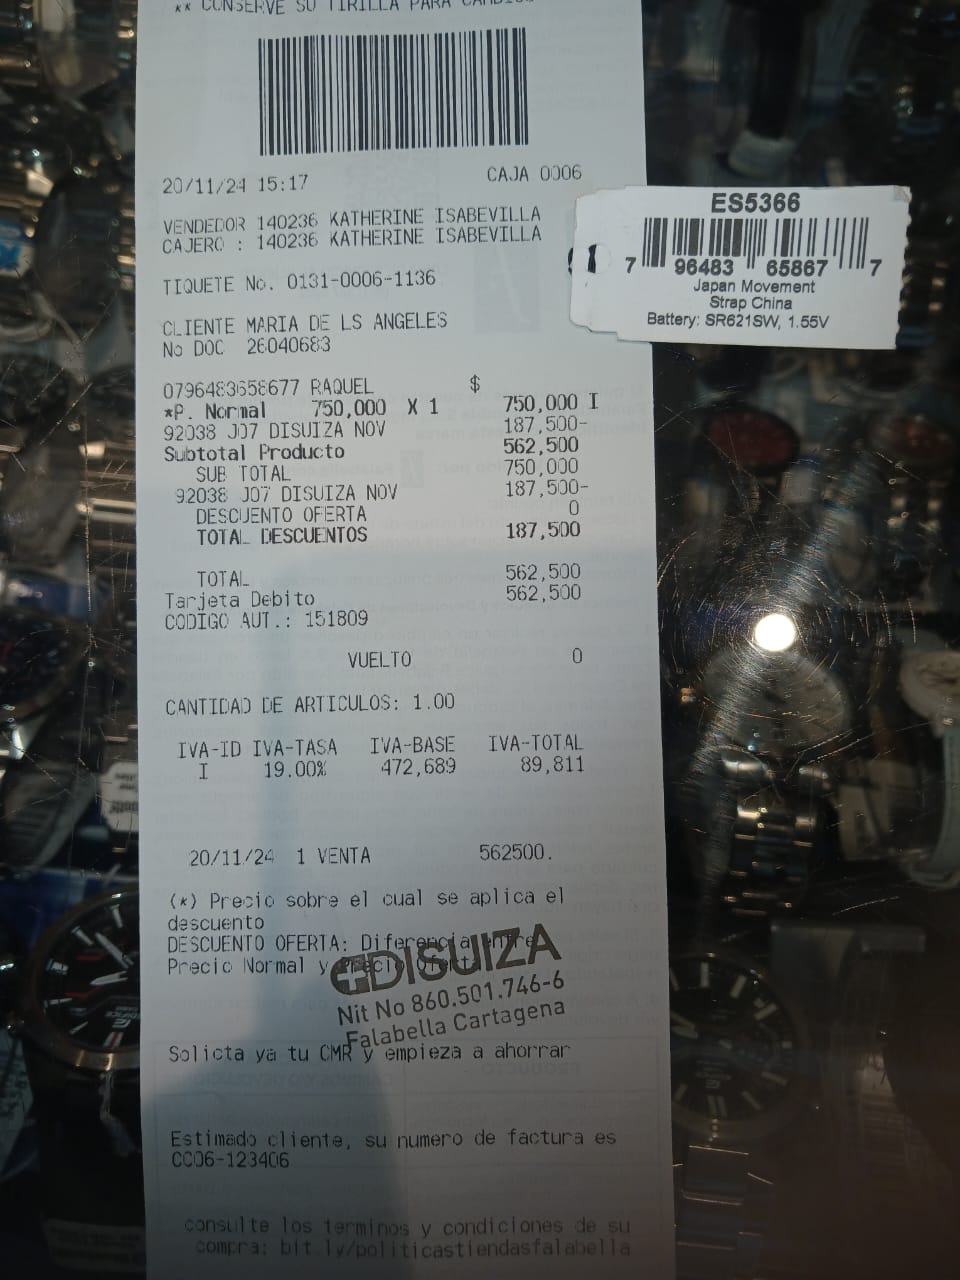 ** CONSERVE SU TIRILLA PARA CAMBIOS
20/11/24 15:17 CAJA 0006
VENDEDOR 140236 KATHERINE ISABEVILLA
CAJERO : 140236 KATHERINE ISABEVILLA
TIQUETE No. 0131-0006-1136
CLIENTE MARIA DE LS ANGELES
No DOC 26040683
0796483658677 RAQUEL $
*P. Normal 750,000 X 1 750,000 I
92038 J07 DISUIZA NOV 187,500-
Subtotal Producto 562,500
SUB TOTAL 750,000
92038 J07 DISUIZA NOV 187,500-
DESCUENTO OFERTA 0
TOTAL DESCUENTOS 187,500
TOTAL 562,500
Tarjeta Debito 562,500
CODIGO AUT.: 151809
VUELTO 0
CANTIDAD DE ARTICULOS: 1.00
IVA-ID IVA-TASA IVA-BASE IVA-TOTAL
I 19.00% 472,689 89,811
20/11/24 1 VENTA 562500.
(*) Precio sobre el cual se aplica el
descuento
DESCUENTO OFERTA: Diferencia entre
Precio Normal y Precio Oferta
DISUIZA
Nit No 860.501.746-6
Falabella Cartagena
Solicta ya tu CMR y empieza a ahorrar
Estimado cliente, su numero de factura es
CC06-123406
consulte los terminos y condiciones de su
compra: bit.ly/politicastiendasfalabella
ES5366
7 96483 65867 7
Japan Movement
Strap China
Battery: SR621SW, 1.55V